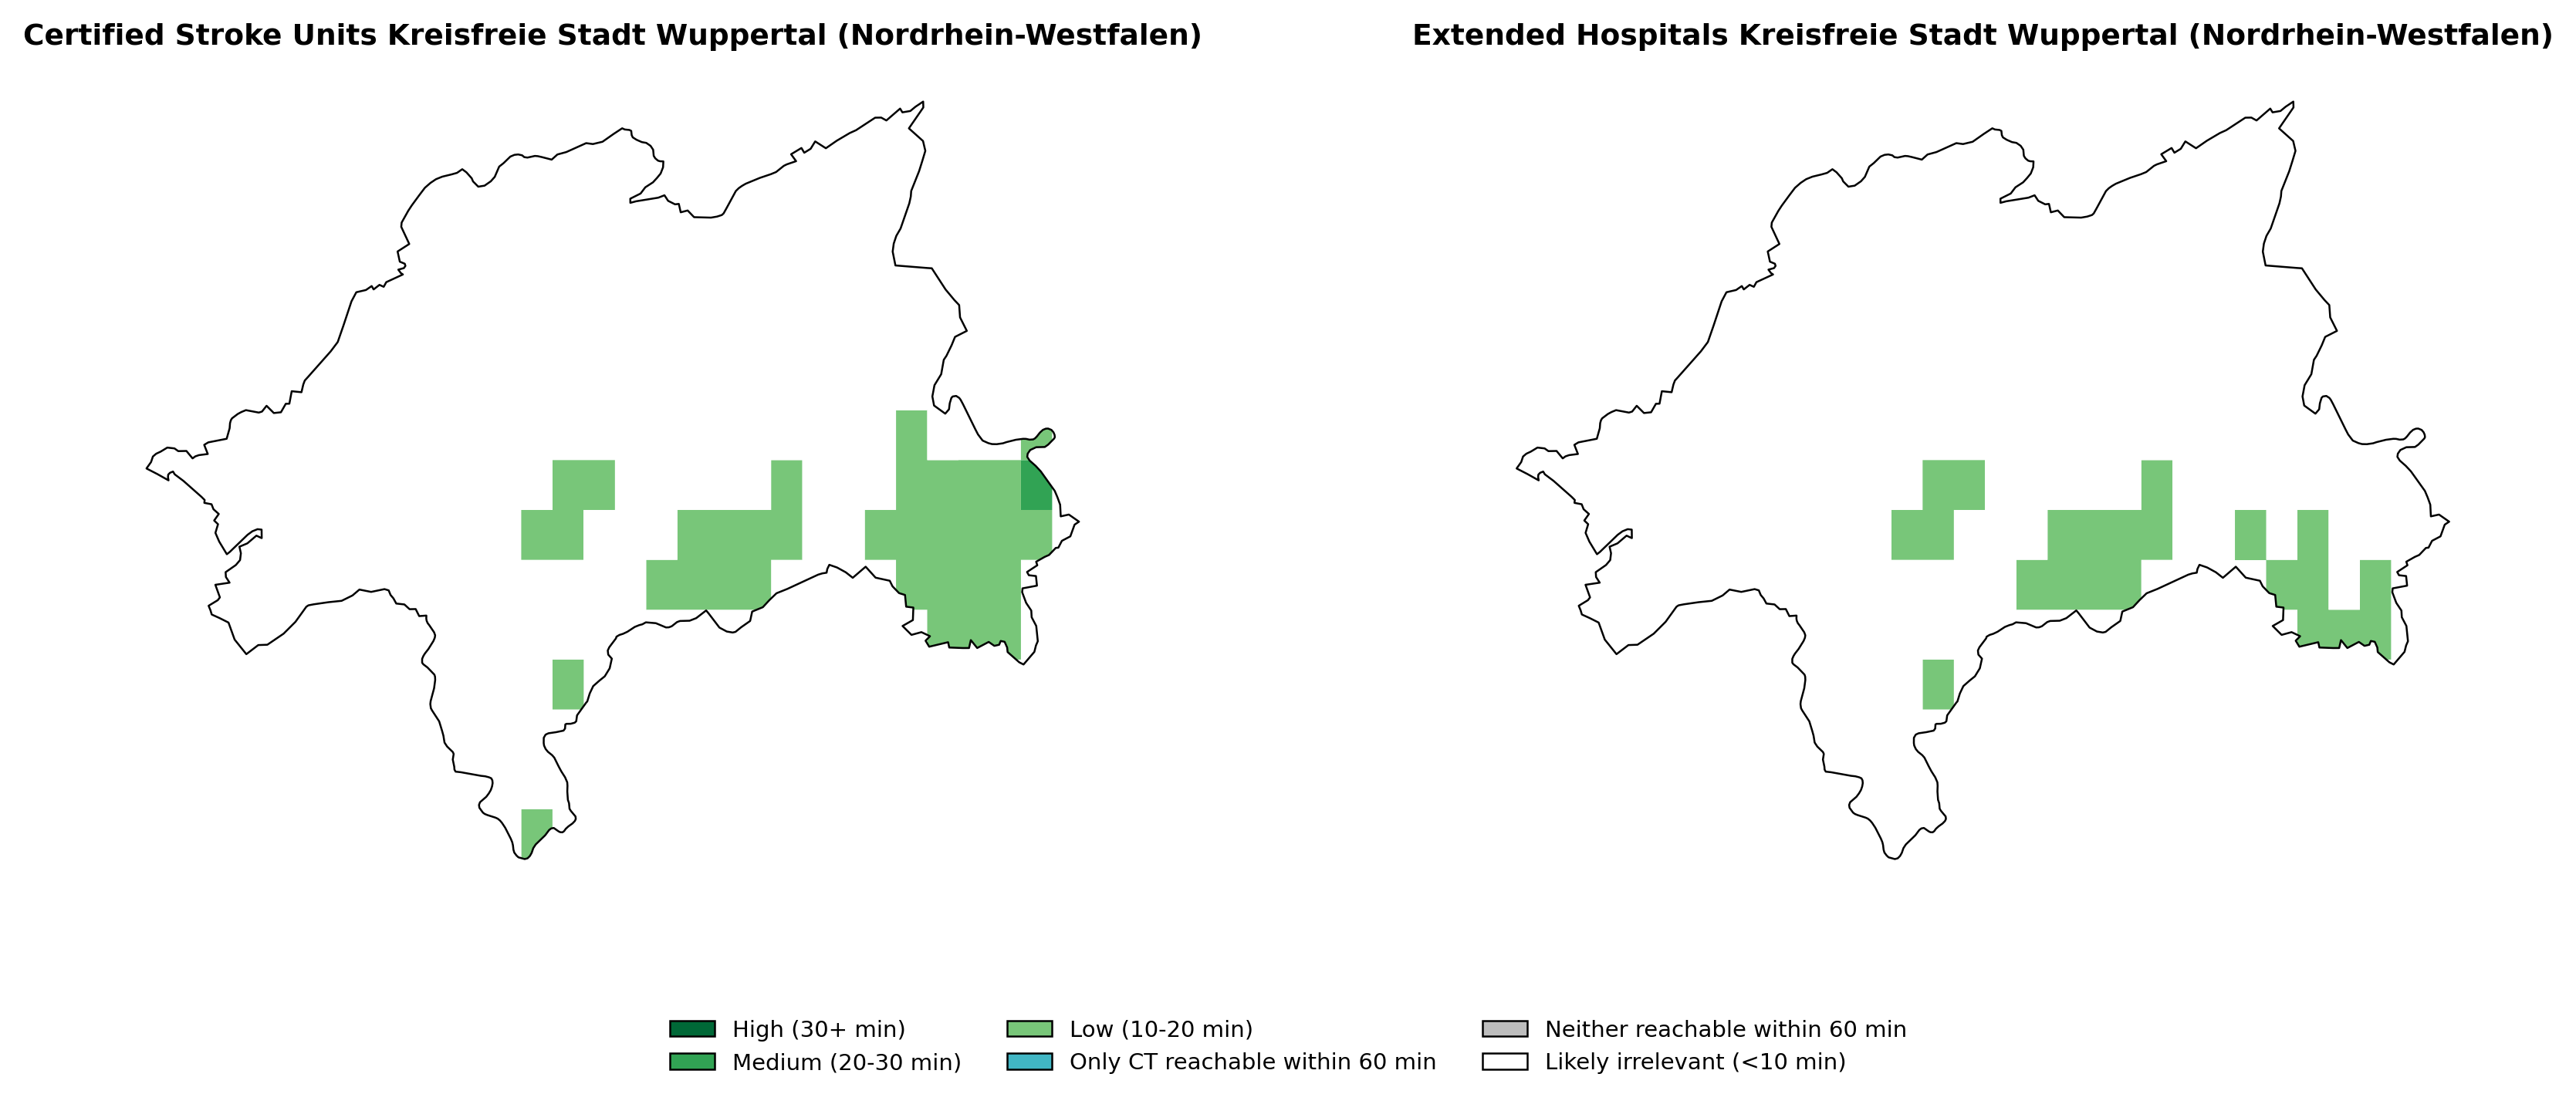 Certified Stroke Units Kreisfreie Stadt Wuppertal (Nordrhein-Westfalen)
Extended Hospitals Kreisfreie Stadt Wuppertal (Nordrhein-Westfalen)
High (30+ min)
Medium (20-30 min)
Low (10-20 min)
Only CT reachable within 60 min
Neither reachable within 60 min
Likely irrelevant (<10 min)